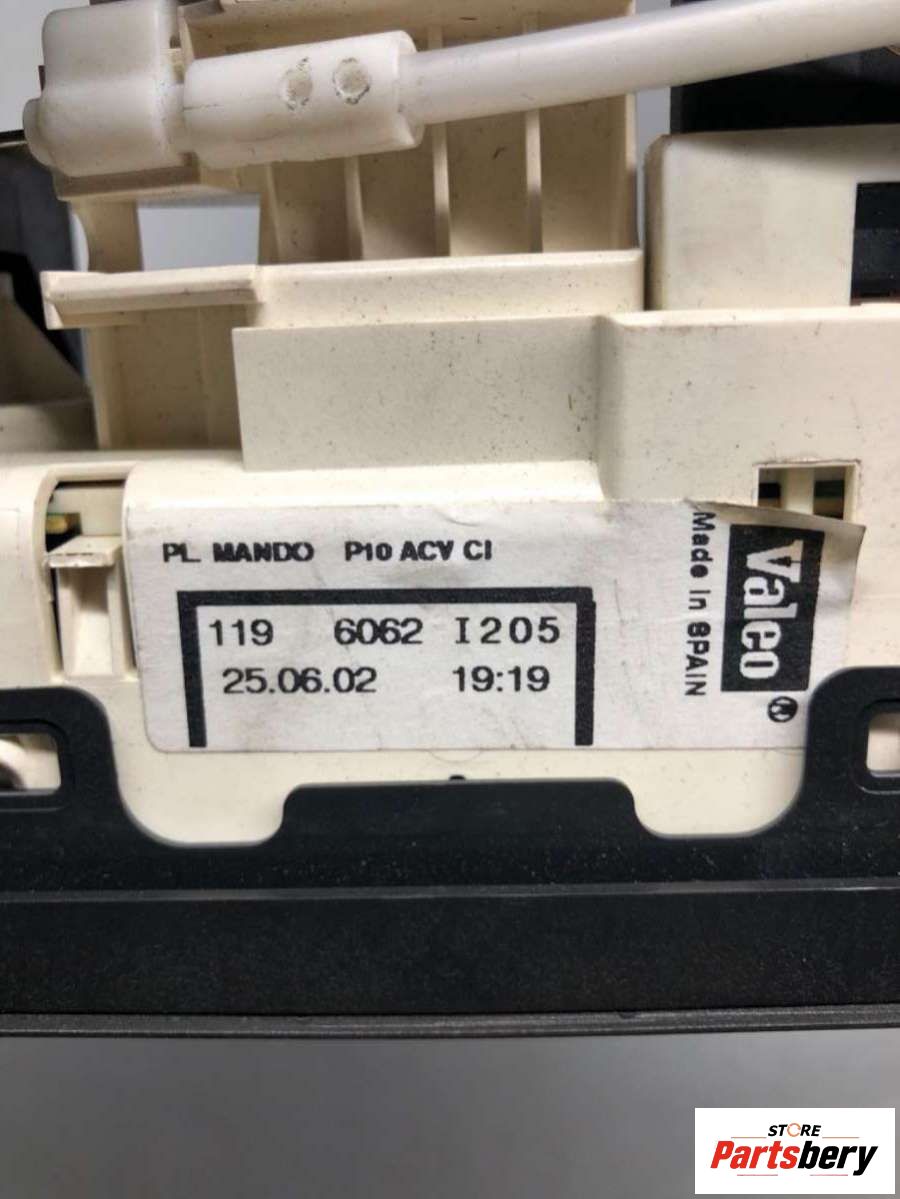 PL MANDO P10 ACV CI
119 6062 I205
25.06.02 19:19
Made in SPAIN
Valeo
STORE
Partsbery